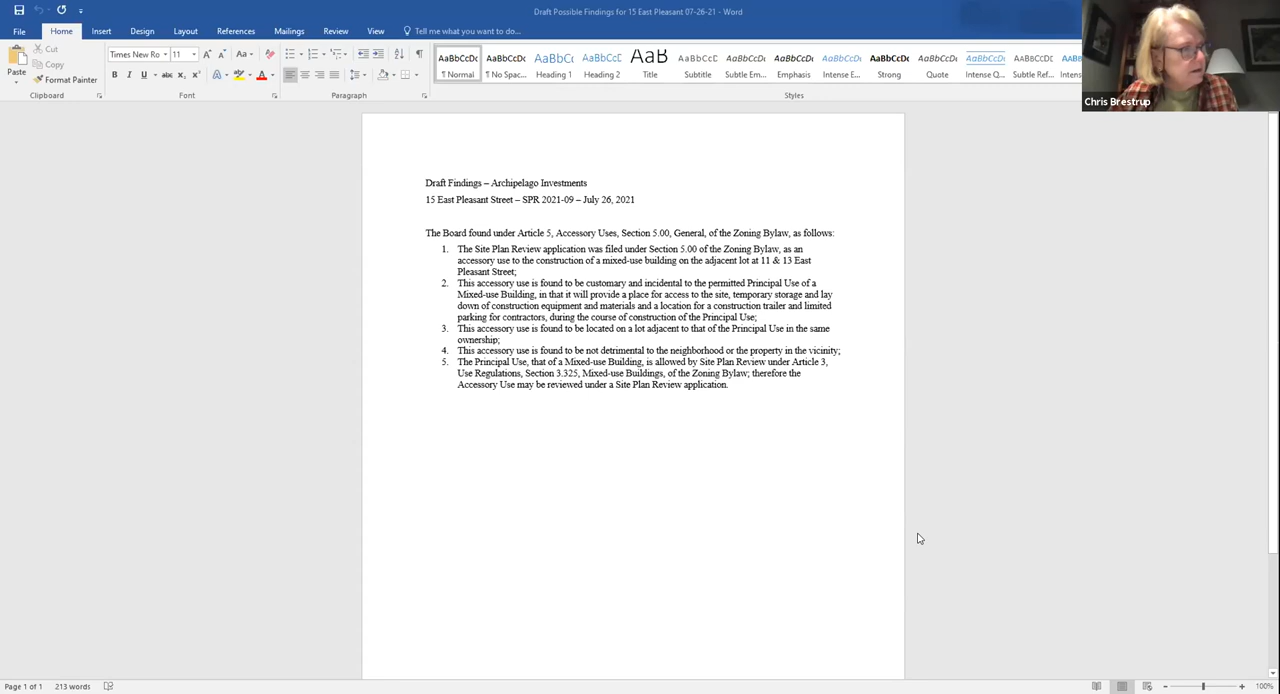 Draft Possible Findings for 15 East Pleasant 07-26-21 - Word
File Home Insert Design Layout References Mailings Review View Tell me what you want to do...
Cut
Copy
Format Painter
Paste
Clipboard
Times New Ro 11
Font
Paragraph
AaBbCcDc AaBbCcDc AaBbCc AaBbCcC AaB AaBbCcC AaBbCcDc AaBbCcDc AaBbCcDc AaBbCcDc AaBbCcDc AaBbCcDc AaBbCcDc
¶ Normal ¶ No Spac... Heading 1 Heading 2 Title Subtitle Subtle Em... Emphasis Intense E... Strong Quote Intense Q... Subtle Ref...
Styles
Chris Brestrup
Draft Findings – Archipelago Investments
15 East Pleasant Street – SPR 2021-09 – July 26, 2021
The Board found under Article 5, Accessory Uses, Section 5.00, General, of the Zoning Bylaw, as follows:
1. The Site Plan Review application was filed under Section 5.00 of the Zoning Bylaw, as an
accessory use to the construction of a mixed-use building on the adjacent lot at 11 & 13 East
Pleasant Street;
2. This accessory use is found to be customary and incidental to the permitted Principal Use of a
Mixed-use Building, in that it will provide a place for access to the site, temporary storage and lay
down of construction equipment and materials and a location for a construction trailer and limited
parking for contractors, during the course of construction of the Principal Use;
3. This accessory use is found to be located on a lot adjacent to that of the Principal Use in the same
ownership;
4. This accessory use is found to be not detrimental to the neighborhood or the property in the vicinity;
5. The Principal Use, that of a Mixed-use Building, is allowed by Site Plan Review under Article 3,
Use Regulations, Section 3.325, Mixed-use Buildings, of the Zoning Bylaw; therefore the
Accessory Use may be reviewed under a Site Plan Review application.
Page 1 of 1 213 words
100%